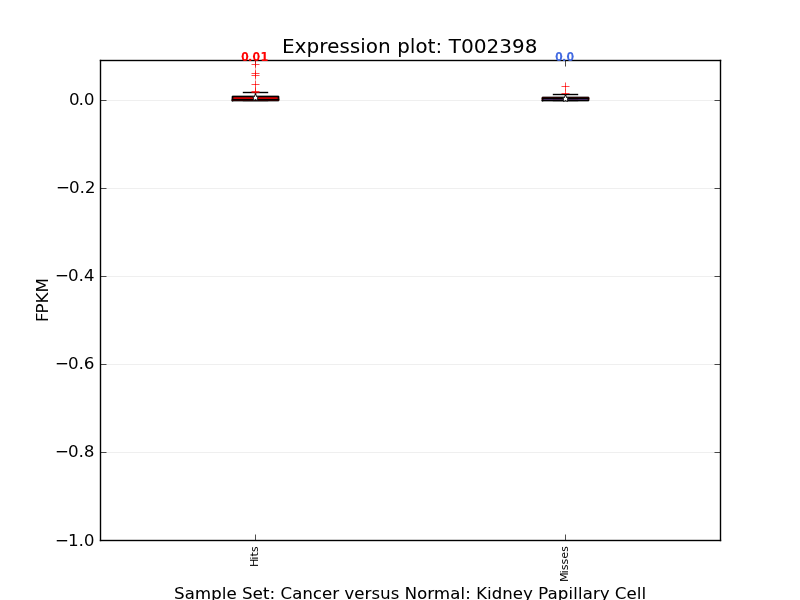 Expression plot: T002398
0.01
0.0
0.0
−0.2
−0.4
−0.6
−0.8
−1.0
FPKM
Hits
Misses
Sample Set: Cancer versus Normal: Kidney Papillary Cell